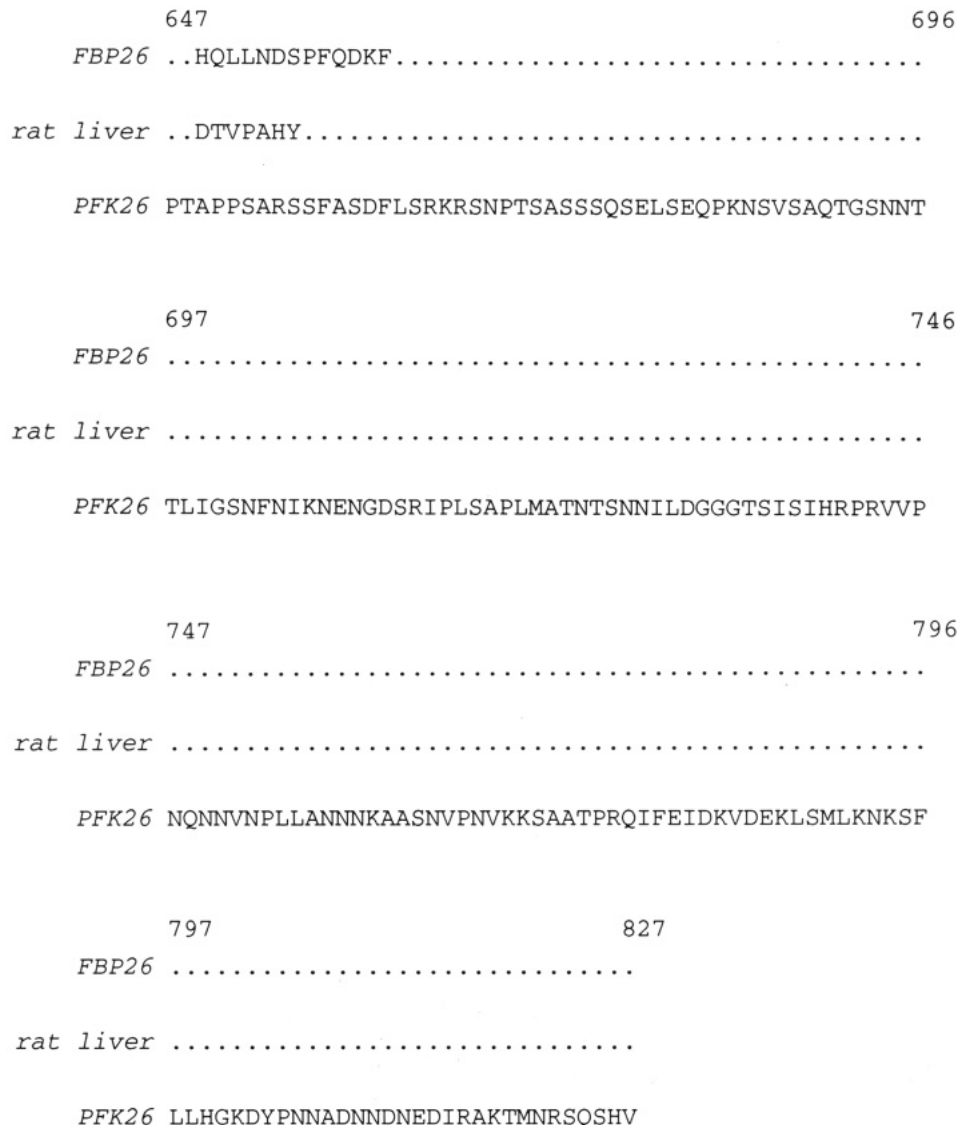 647 696
FBP26 ..HQLLNDSPFQDKF...................................
rat liver ..DTVPAHY.........................................
PFK26 PTAPPSARSSFASDFLSRKRSNPTSASSSQSELSEQPKNSVSAQTGSNNT
697 746
FBP26 ..................................................
rat liver ..................................................
PFK26 TLIGSNFNIKNENGDSRIPLSAPLMATNTSNNILDGGGTSISIHRPRVVP
747 796
FBP26 ..................................................
rat liver ..................................................
PFK26 NQNNVNPLLANNNKAASNVPNVKKSAATPRQIFEIDKVDEKLSMLKNKSF
797 827
FBP26 ...............................
rat liver ...............................
PFK26 LLHGKDYPNNADNNDNEDIRAKTMNRSQSHV